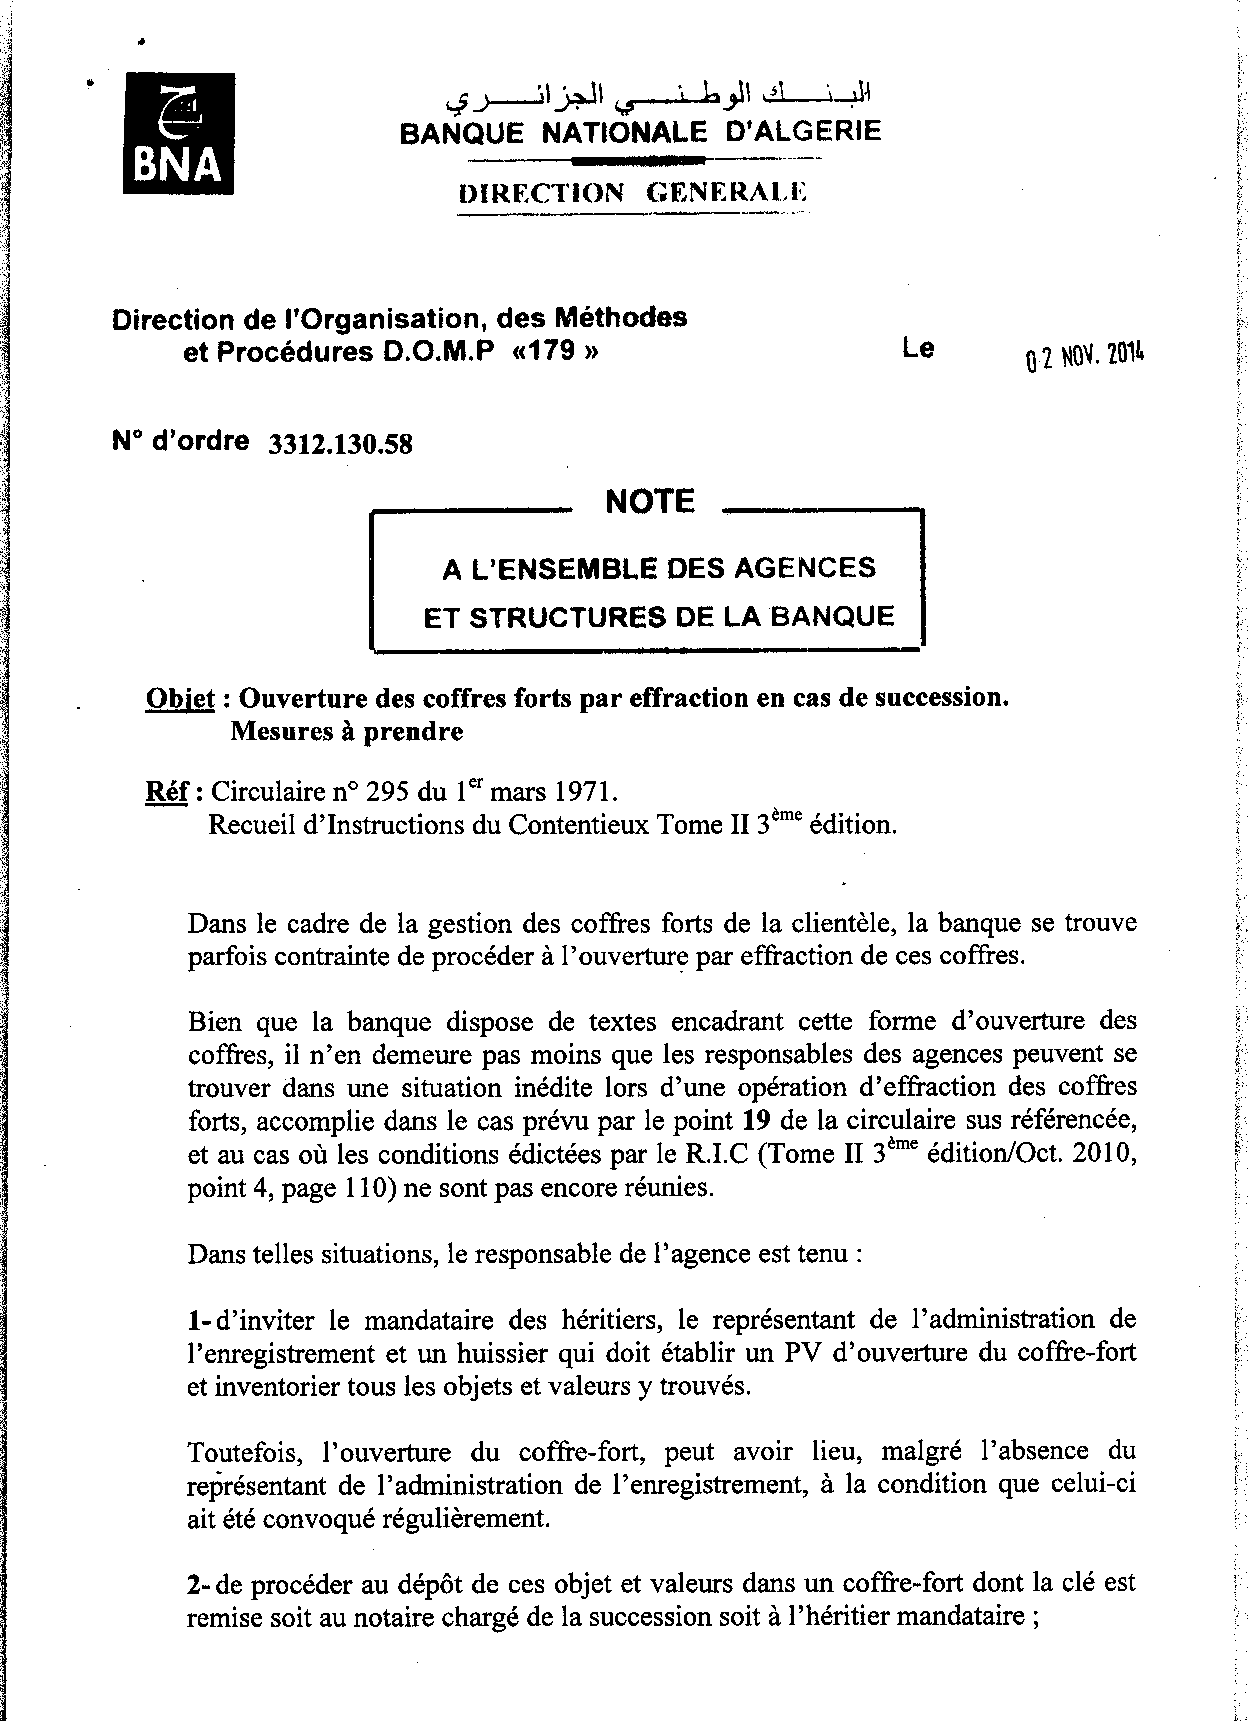 البنك الوطني الجزائري
BNA
BANQUE NATIONALE D'ALGERIE
DIRECTION GENERALE
Direction de l'Organisation, des Méthodes
et Procédures D.O.M.P «179 »
Le 02 NOV. 2014
N° d'ordre 3312.130.58
NOTE
A L'ENSEMBLE DES AGENCES
ET STRUCTURES DE LA BANQUE
Objet : Ouverture des coffres forts par effraction en cas de succession.
Mesures à prendre
Réf : Circulaire n° 295 du 1er mars 1971.
Recueil d'Instructions du Contentieux Tome II 3ème édition.
Dans le cadre de la gestion des coffres forts de la clientèle, la banque se trouve
parfois contrainte de procéder à l'ouverture par effraction de ces coffres.
Bien que la banque dispose de textes encadrant cette forme d'ouverture des
coffres, il n'en demeure pas moins que les responsables des agences peuvent se
trouver dans une situation inédite lors d'une opération d'effraction des coffres
forts, accomplie dans le cas prévu par le point 19 de la circulaire sus référencée,
et au cas où les conditions édictées par le R.I.C (Tome II 3ème édition/Oct. 2010,
point 4, page 110) ne sont pas encore réunies.
Dans telles situations, le responsable de l'agence est tenu :
1- d'inviter le mandataire des héritiers, le représentant de l'administration de
l'enregistrement et un huissier qui doit établir un PV d'ouverture du coffre-fort
et inventorier tous les objets et valeurs y trouvés.
Toutefois, l'ouverture du coffre-fort, peut avoir lieu, malgré l'absence du
représentant de l'administration de l'enregistrement, à la condition que celui-ci
ait été convoqué régulièrement.
2- de procéder au dépôt de ces objet et valeurs dans un coffre-fort dont la clé est
remise soit au notaire chargé de la succession soit à l'héritier mandataire ;